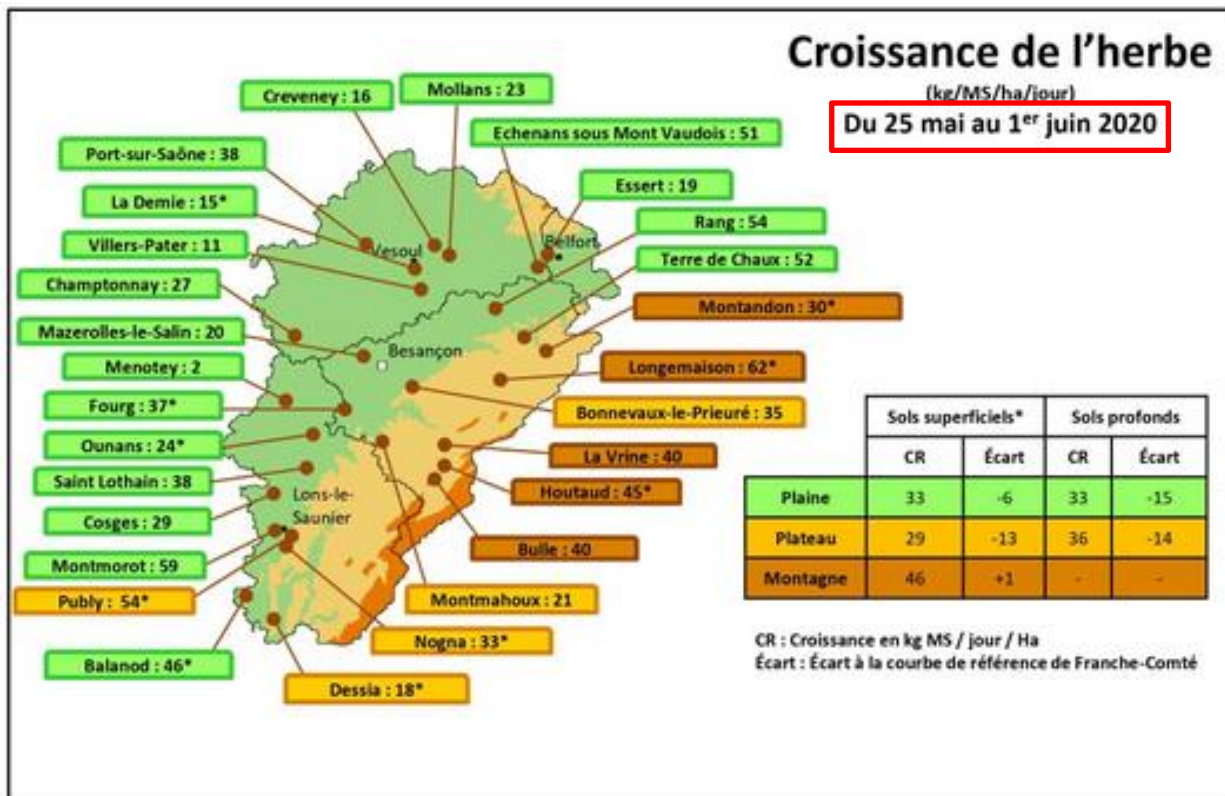 Croissance de l'herbe
(kg/MS/ha/jour)
Du 25 mai au 1er juin 2020
Creveney : 16
Mollans : 23
Echenans sous Mont Vaudois : 51
Port-sur-Saône : 38
Essert : 19
La Demie : 15*
Rang : 54
Villers-Pater : 11
Vesoul
Belfort
Terre de Chaux : 52
Champtonnay : 27
Montandon : 30*
Mazerolles-le-Salin : 20
Besançon
Menotey : 2
Longemaison : 62*
Fourg : 37*
Bonnevaux-le-Prieuré : 35
Ounans : 24*
La Vrine : 40
Saint Lothain : 38
Houtaud : 45*
Lons-le-
Saunier
Cosges : 29
Bulle : 40
Montmorot : 59
Publy : 54*
Montmahoux : 21
Nogna : 33*
Balanod : 46*
Dessia : 18*
Sols superficiels* Sols profonds
CR Écart CR Écart
Plaine 33 -6 33 -15
Plateau 29 -13 36 -14
Montagne 46 +1 - -
CR : Croissance en kg MS / jour / Ha
Écart : Écart à la courbe de référence de Franche-Comté